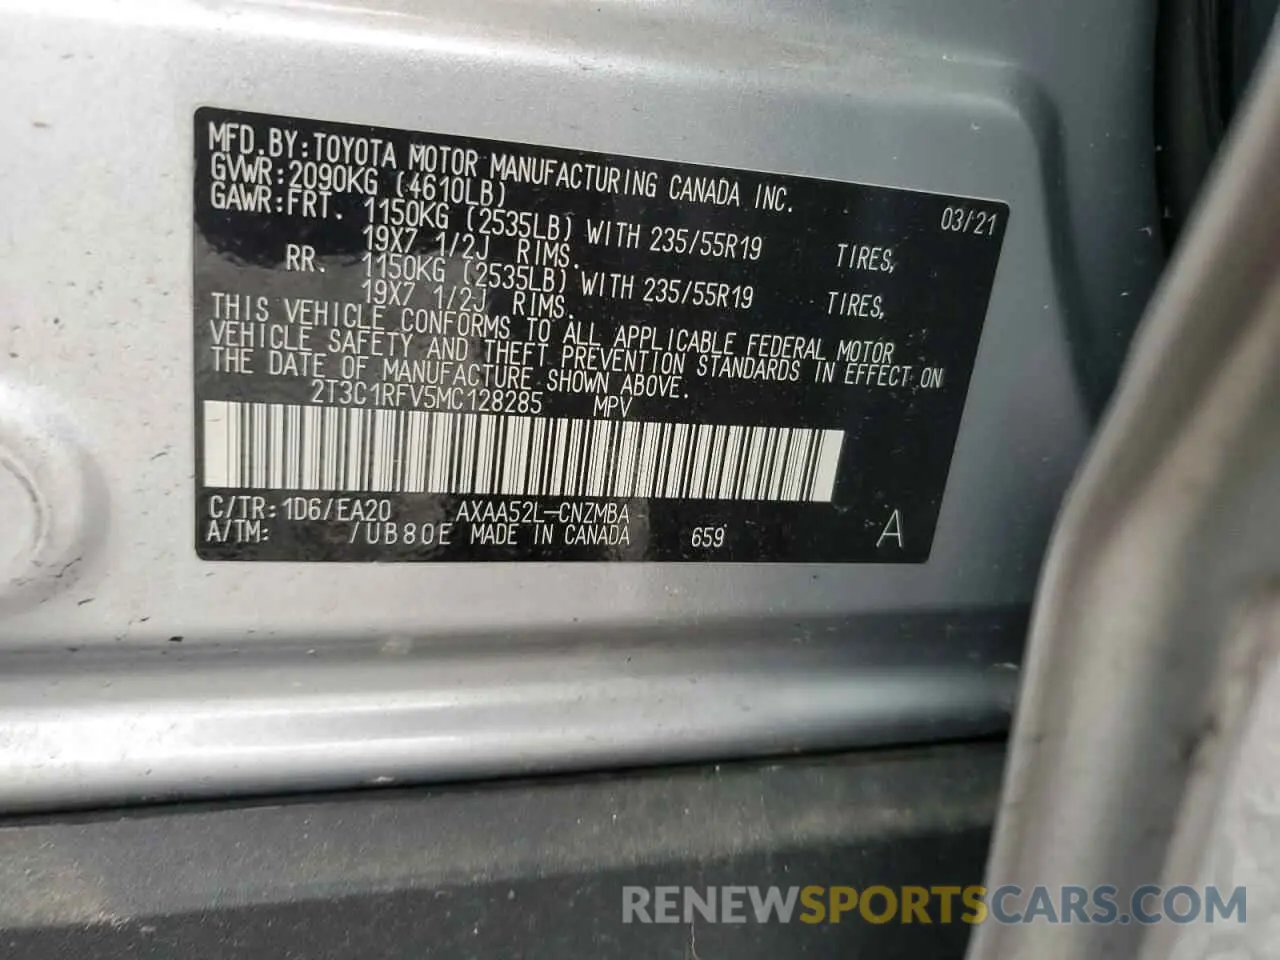 MFD.BY:TOYOTA MOTOR MANUFACTURING CANADA INC.
GVWR:2090KG (4610LB) 03/21
GAWR:FRT. 1150KG (2535LB) WITH 235/55R19 TIRES,
19X7 1/2J RIMS.
RR. 1150KG (2535LB) WITH 235/55R19 TIRES,
19X7 1/2J RIMS.
THIS VEHICLE CONFORMS TO ALL APPLICABLE FEDERAL MOTOR
VEHICLE SAFETY AND THEFT PREVENTION STANDARDS IN EFFECT ON
THE DATE OF MANUFACTURE SHOWN ABOVE.
2T3C1RFV5MC128285 MPV
C/TR:1D6/EA20 AXAA52L-CNZMBA
A/TM: /UB80E MADE IN CANADA 659 A
RENEWSPORTSCARS.COM